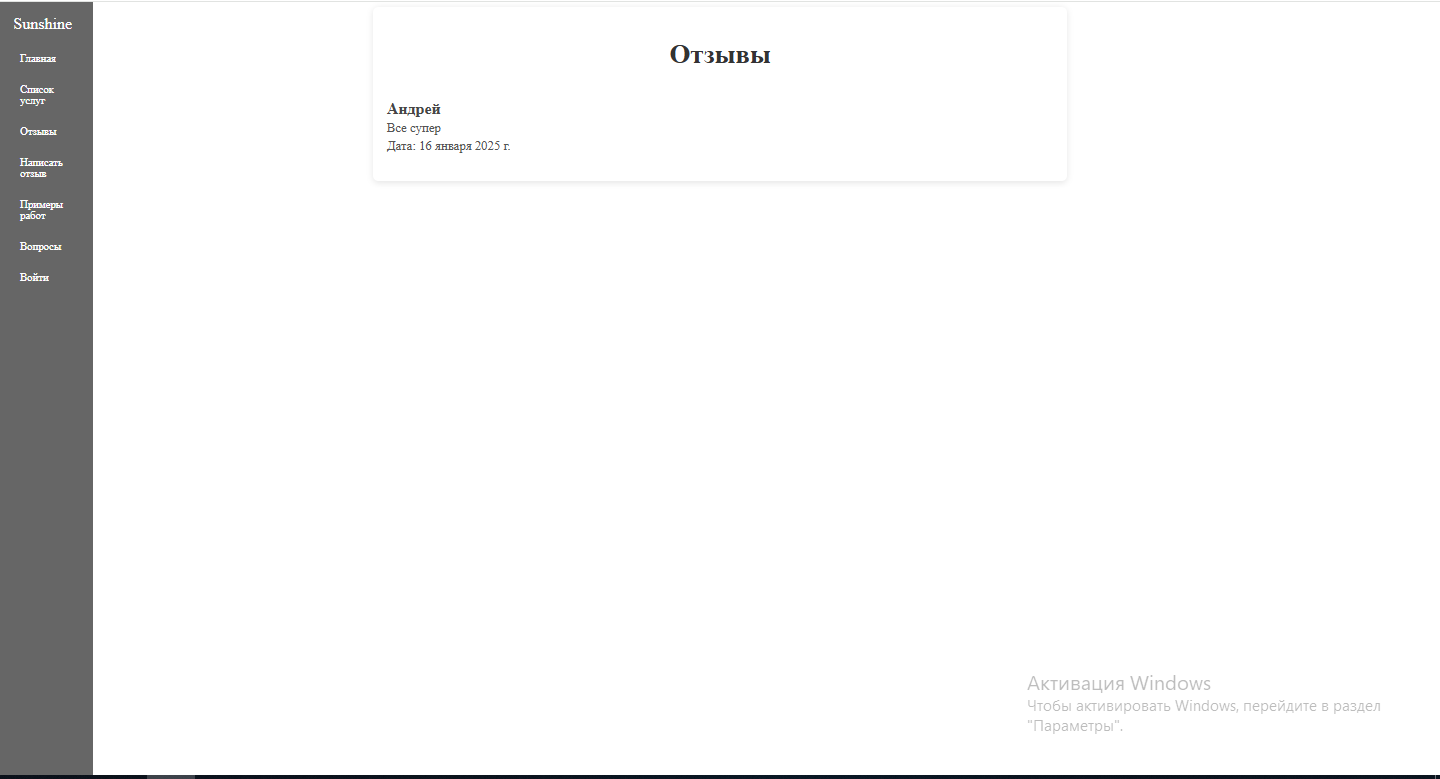 Sunshine
Главная
Список
услуг
Отзывы
Написать
отзыв
Примеры
работ
Вопросы
Войти
Отзывы
Андрей
Все супер
Дата: 16 января 2025 г.
Активация Windows
Чтобы активировать Windows, перейдите в раздел
"Параметры".